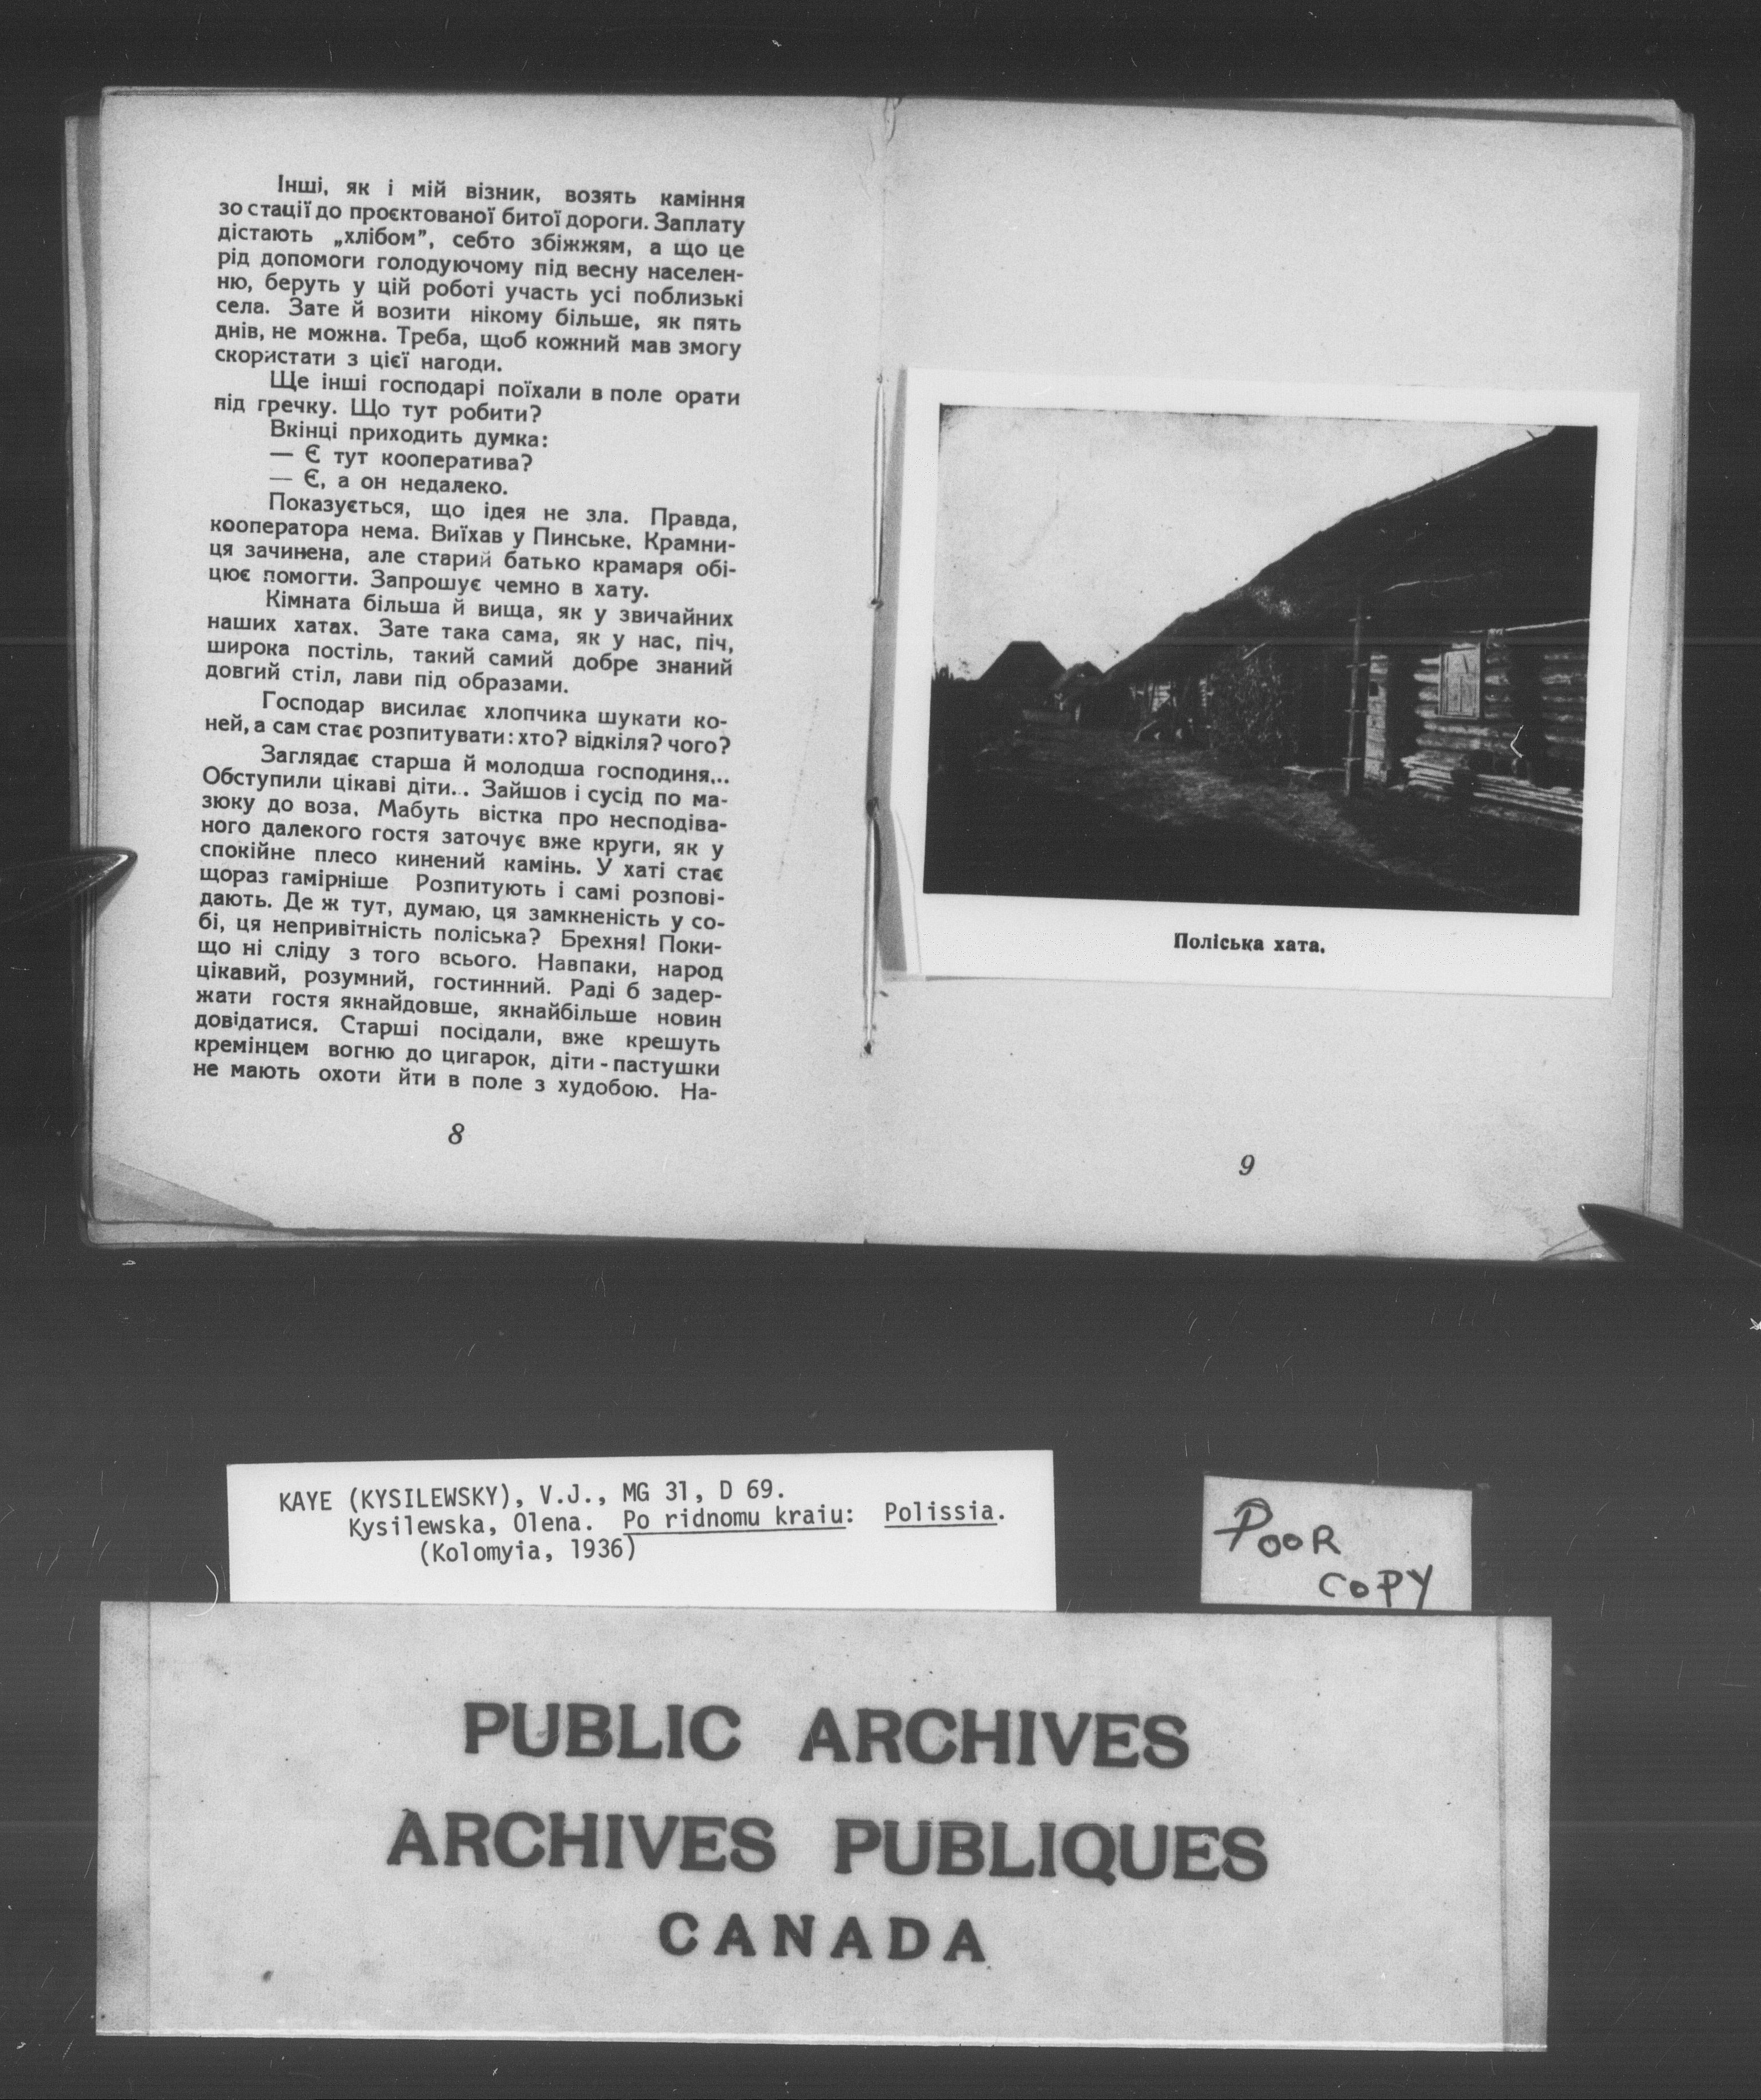 Інші, як і мій візник, возять каміння
зо стації до проєктованої битої дороги. Заплату
дістають „хлібом”, себто збіжжям, а що це
рід допомоги голодуючому під весну населен-
ню, беруть у цій роботі участь усі поблизькі
села. Зате й возити нікому більше, як пять
днів, не можна. Треба, щоб кожний мав змогу
скористати з цієї нагоди.
Ще інші господарі поїхали в поле орати
під гречку. Що тут робити?
Вкінці приходить думка:
— Є тут кооператива?
— Є, а он недалеко.
Показується, що ідея не зла. Правда,
кооператора нема. Виїхав у Пинське. Крамни-
ця зачинена, але старий батько крамаря обі-
цює помогти. Запрошує чемно в хату.
Кімната більша й вища, як у звичайних
наших хатах. Зате така сама, як у нас, піч,
широка постіль, такий самий добре знаний
довгий стіл, лави під образами.
Господар висилає хлопчика шукати ко-
ней, а сам стає розпитувати: хто? відкіля? чого?
Заглядає старша й молодша господиня...
Обступили цікаві діти... Зайшов і сусід по ма-
зюку до воза. Мабуть вістка про несподіва-
ного далекого гостя заточує вже круги, як у
спокійне плесо кинений камінь. У хаті стає
щораз гамірніше Розпитують і самі розпові-
дають. Де ж тут, думаю, ця замкненість у со-
бі, ця непривітність поліська? Брехня! Поки-
що ні сліду з того всього. Навпаки, народ
цікавий, розумний, гостинний. Раді б задер-
жати гостя якнайдовше, якнайбільше новин
довідатися. Старші посідали, вже крешуть
кремінцем вогню до цигарок, діти-пастушки
не мають охоти йти в поле з худобою. На-
8
Поліська хата.
9
KAYE (KYSILEWSKY), V.J., MG 31, D 69.
Kysilewska, Olena. Po ridnomu kraiu: Polissia.
(Kolomyia, 1936)
POOR
COPY
PUBLIC ARCHIVES
ARCHIVES PUBLIQUES
CANADA